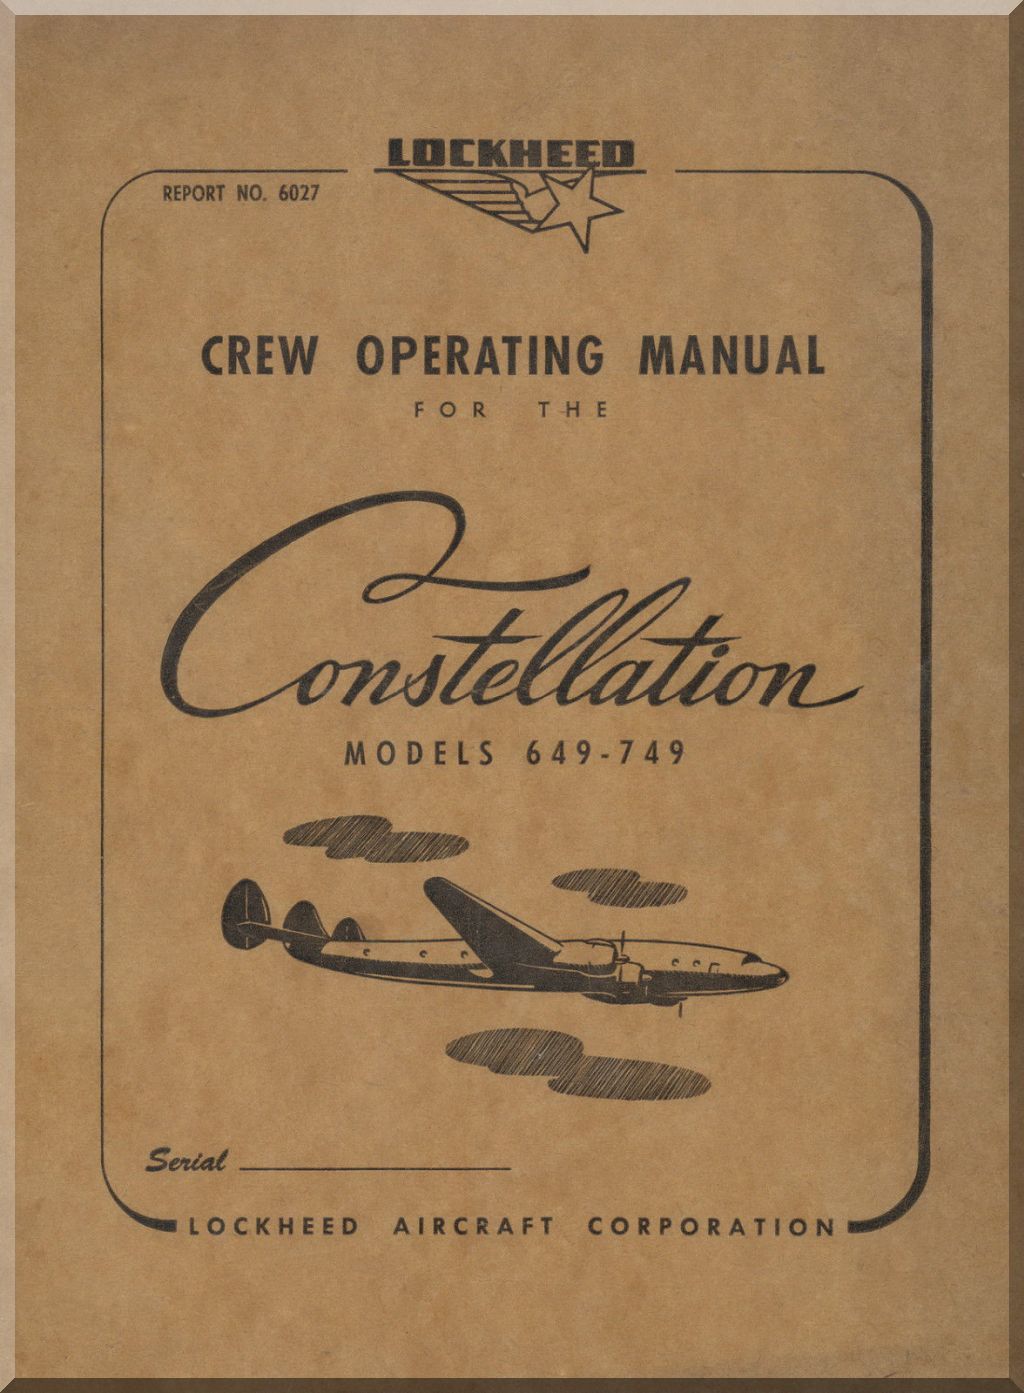 LOCKHEED
REPORT NO. 6027
CREW OPERATING MANUAL
FOR THE
Constellation
MODELS 649-749
Serial
LOCKHEED AIRCRAFT CORPORATION